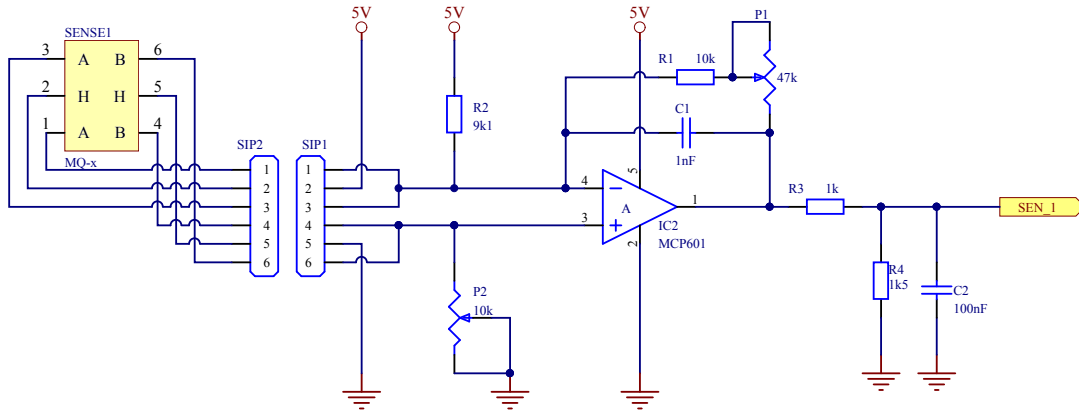 SENSE1
3 A B 6
2 H H 5
1 A B 4
MQ-x
SIP2
1
2
3
4
5
6
SIP1
1
2
3
4
5
6
5V
5V
R2
9k1
P2
10k
5V
R1 10k
P1
47k
C1
1nF
4
3
5
2
1
A
IC2
MCP601
R3 1k
R4
1k5
C2
100nF
SEN_1